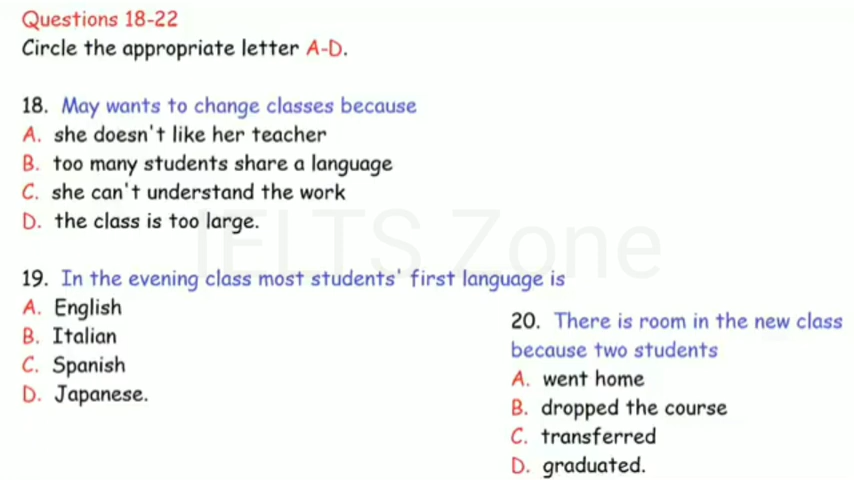 Questions 18-22
Circle the appropriate letter A-D.
18. May wants to change classes because
A. she doesn't like her teacher
B. too many students share a language
C. she can't understand the work
D. the class is too large.
19. In the evening class most students' first language is
A. English
B. Italian
C. Spanish
D. Japanese.
20. There is room in the new class
because two students
A. went home
B. dropped the course
C. transferred
D. graduated.
IELTS Zone